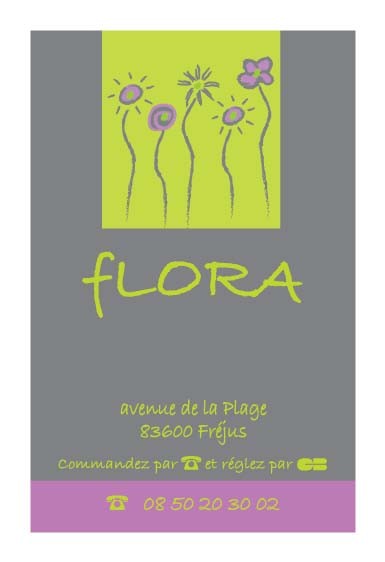 fLORA
avenue de la Plage
83600 Fréjus
Commandez par ☎ et réglez par CB
☎ 08 50 20 30 02